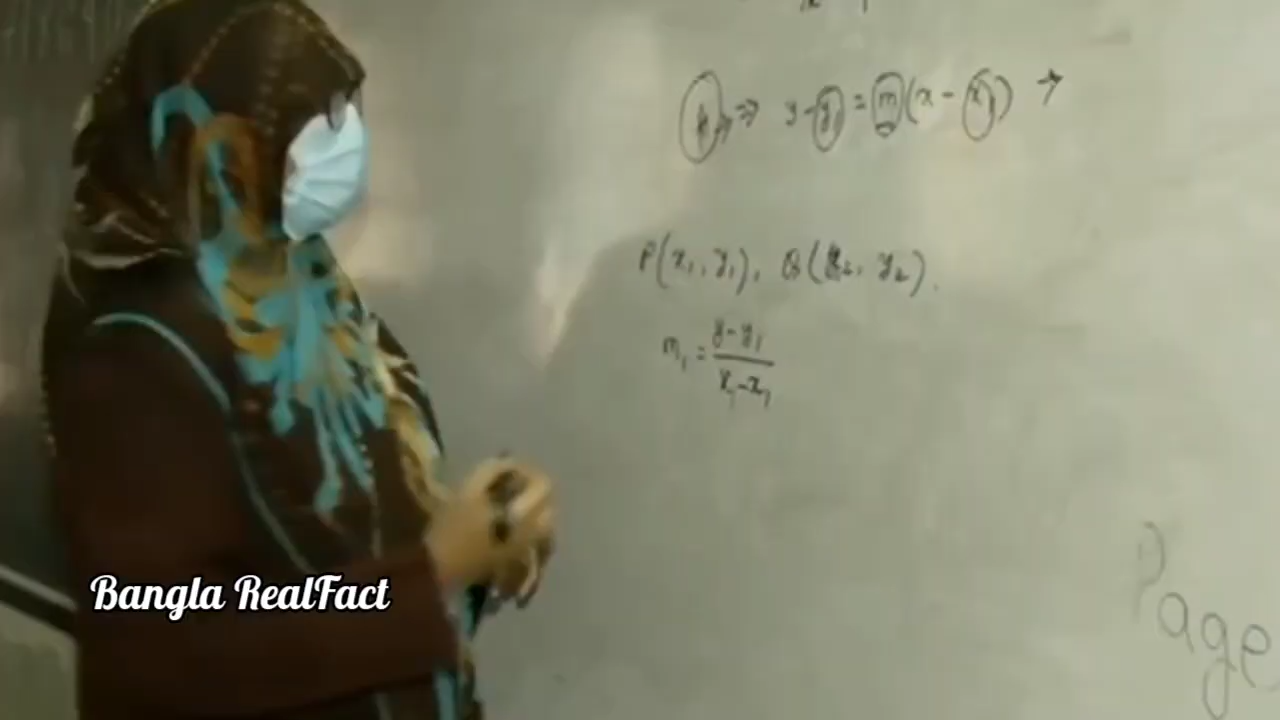 ⇒ y - y₁ = m(x - x₁) →
P(x₁, y₁), Q(x₂, y₂).
m₁ = (y - y₁)/(x₁ - x₁)
Page
Bangla RealFact